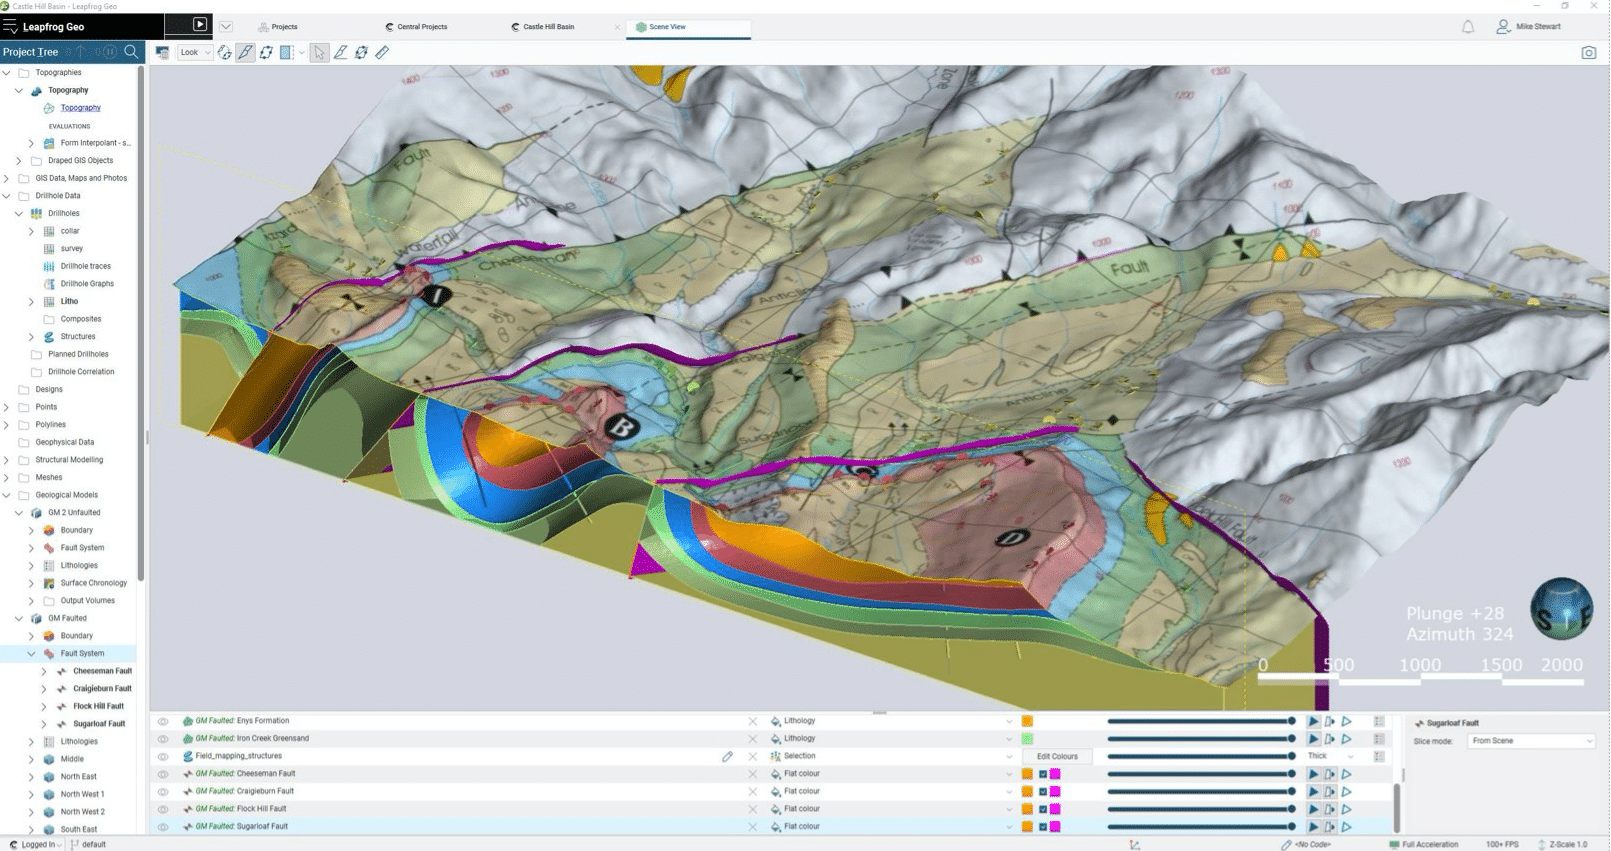 Castle Hill Basin - Leapfrog Geo
Leapfrog Geo
Projects
Central Projects
Castle Hill Basin
Scene View
Mike Stewart
Project Tree
Look
Topographies
Topography
Topography
EVALUATIONS
Form Interpolant - s...
Draped GIS Objects
GIS Data, Maps and Photos
Drillhole Data
Drillholes
collar
survey
Drillhole traces
Drillhole Graphs
Litho
Composites
Structures
Planned Drillholes
Drillhole Correlation
Designs
Points
Polylines
Geophysical Data
Structural Modelling
Meshes
Geological Models
GM 2 Unfaulted
Boundary
Fault System
Lithologies
Surface Chronology
Output Volumes
GM Faulted
Boundary
Fault System
Cheeseman Fault
Craigieburn Fault
Flock Hill Fault
Sugarloaf Fault
Lithologies
Middle
North East
North West 1
North West 2
South East
1400
1300
Zone
1300
1200
Fault
Waterfall
Cheeseman
1300
Fault
1000
Anticline
I
B
D
1200
Plunge +28
Azimuth 324
S E
0 500 1000 1500 2000
GM Faulted: Enys Formation Lithology
GM Faulted: Iron Creek Greensand Lithology
Field_mapping_structures Selection Edit Colours Thick
GM Faulted: Cheeseman Fault Flat colour
GM Faulted: Craigieburn Fault Flat colour
GM Faulted: Flock Hill Fault Flat colour
GM Faulted: Sugarloaf Fault Flat colour
Sugarloaf Fault
Slice mode: From Scene
Logged In default <No Code> Full Acceleration 100+ FPS Z-Scale 1.0